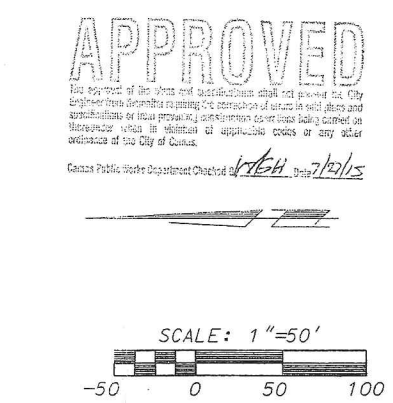 APPROVED
The approval of the plans and specifications shall not prevent the City
Engineer from thereafter requiring the correction of errors in said plans and
specifications or from preventing construction operations being carried on
thereunder when in violation of applicable codes or any other
ordinance of the City of Camas.
Camas Public Works Department Checked By Date 7/27/15
SCALE: 1"=50'
-50 0 50 100